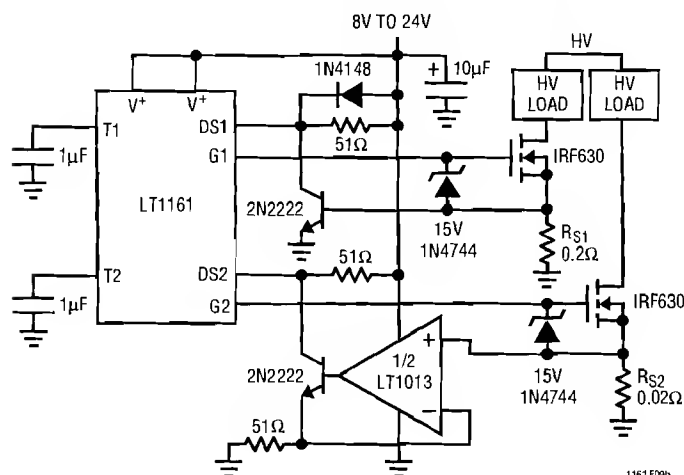 8V TO 24V
HV
1N4148
+
10µF
HV
LOAD
HV
LOAD
V+
V+
T1
DS1
1µF
51Ω
G1
IRF630
LT1161
2N2222
15V
1N4744
RS1
0.2Ω
DS2
51Ω
T2
G2
IRF630
1µF
+
1/2
LT1013
2N2222
15V
1N4744
RS2
0.02Ω
51Ω
–
1161 F09b